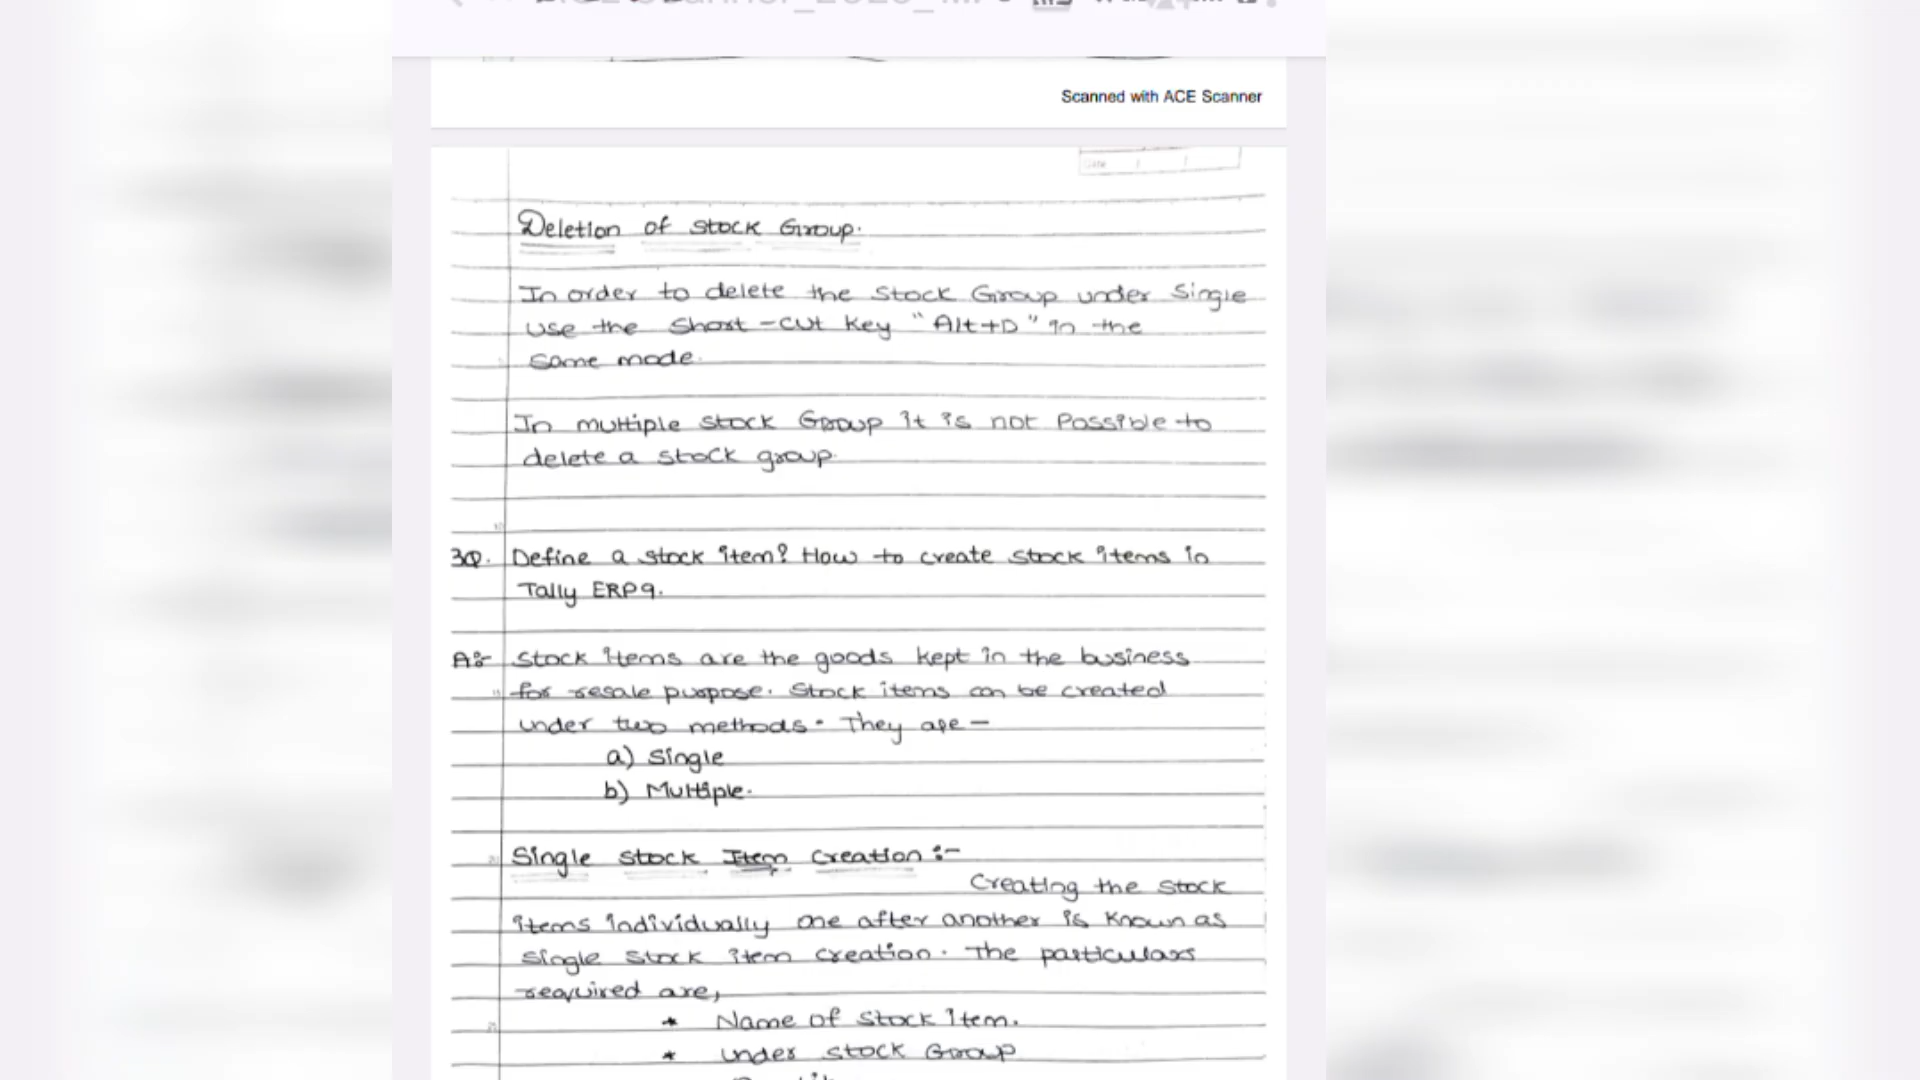 Scanned with ACE Scanner
Date
Deletion of Stock Group.
In order to delete the Stock Group under Single
use the Short-cut Key "Alt+D" in the
Same mode.
In multiple stock Group it is not Possible to
delete a stock group.
3Q. Define a stock item? How to create stock items in
Tally ERP9.
A:- Stock items are the goods kept in the business
for resale purpose. Stock items can be created
under two methods. They are -
a) Single
b) Multiple.
Single Stock Item Creation :-
Creating the Stock
items individually one after another is known as
Single Stock item creation. The particulars
required are,
* Name of Stock Item.
* under stock Group